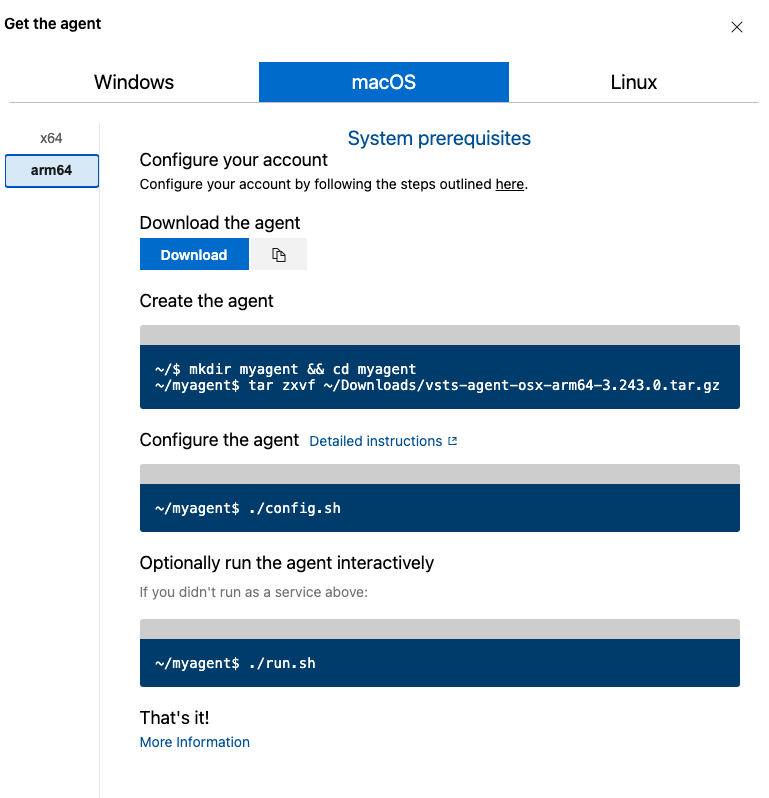 Get the agent
Windows
macOS
Linux
x64
arm64
System prerequisites
Configure your account
Configure your account by following the steps outlined here.
Download the agent
Download
Create the agent
~/$ mkdir myagent && cd myagent
~/myagent$ tar zxvf ~/Downloads/vsts-agent-osx-arm64-3.243.0.tar.gz
Configure the agent Detailed instructions
~/myagent$ ./config.sh
Optionally run the agent interactively
If you didn't run as a service above:
~/myagent$ ./run.sh
That's it!
More Information